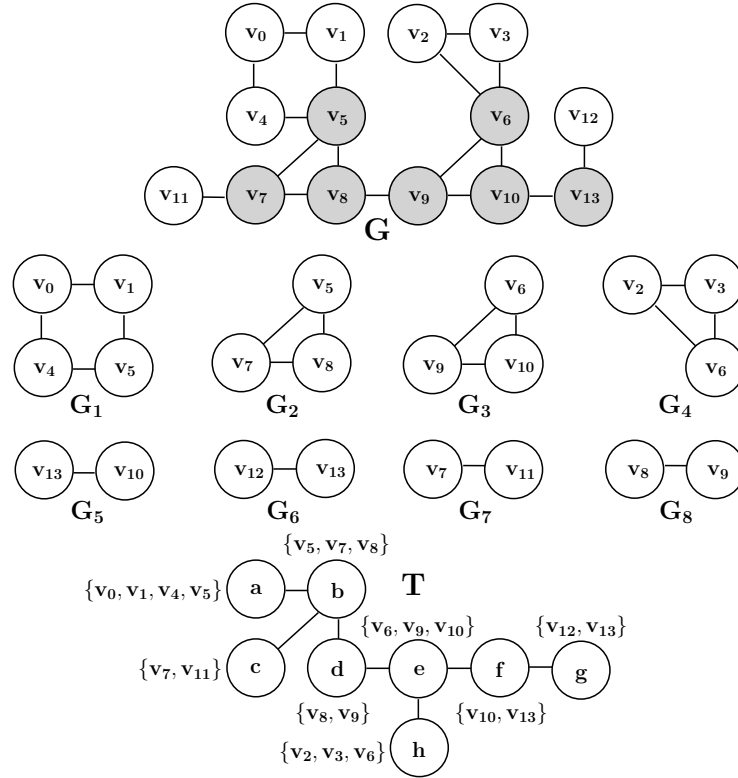 v0 v1 v2 v3
v4 v5 v6 v12
v11 v7 v8 v9 v10 v13
G
v0 v1 v5 v6 v2 v3
v4 v5 v7 v8 v9 v10 v6
G1 G2 G3 G4
v13 v10 v12 v13 v7 v11 v8 v9
G5 G6 G7 G8
{v5, v7, v8}
{v0, v1, v4, v5} a b T
{v6, v9, v10} {v12, v13}
{v7, v11} c d e f g
{v8, v9} {v10, v13}
{v2, v3, v6} h